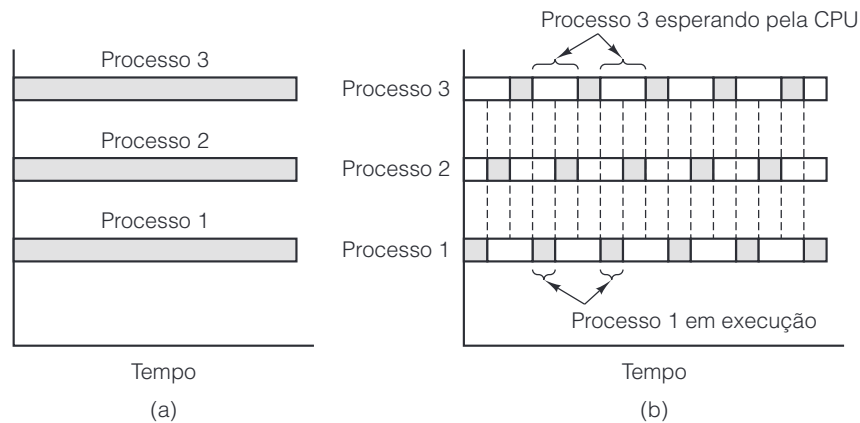 Processo 3
Processo 2
Processo 1
Tempo
(a)
Processo 3 esperando pela CPU
Processo 3
Processo 2
Processo 1
Processo 1 em execução
Tempo
(b)